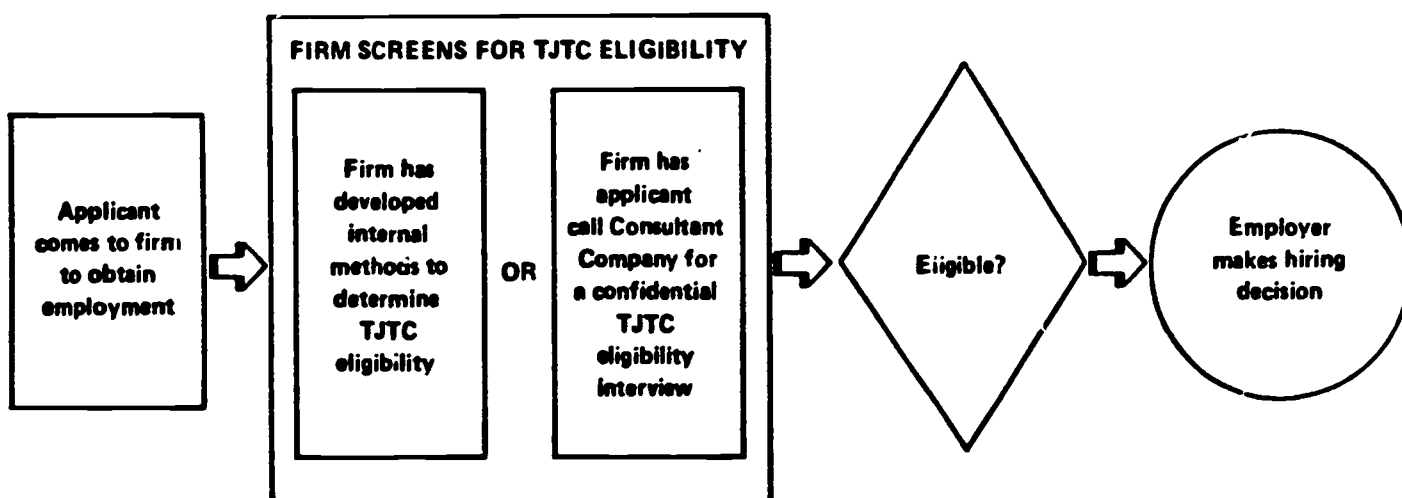 FIRM SCREENS FOR TJTC ELIGIBILITY
Applicant
comes to firm
to obtain
employment
Firm has
developed
internal
methods to
determine
TJTC
eligibility
OR
Firm has
applicant
call Consultant
Company for
a confidential
TJTC
eligibility
interview
Eligible?
Employer
makes hiring
decision